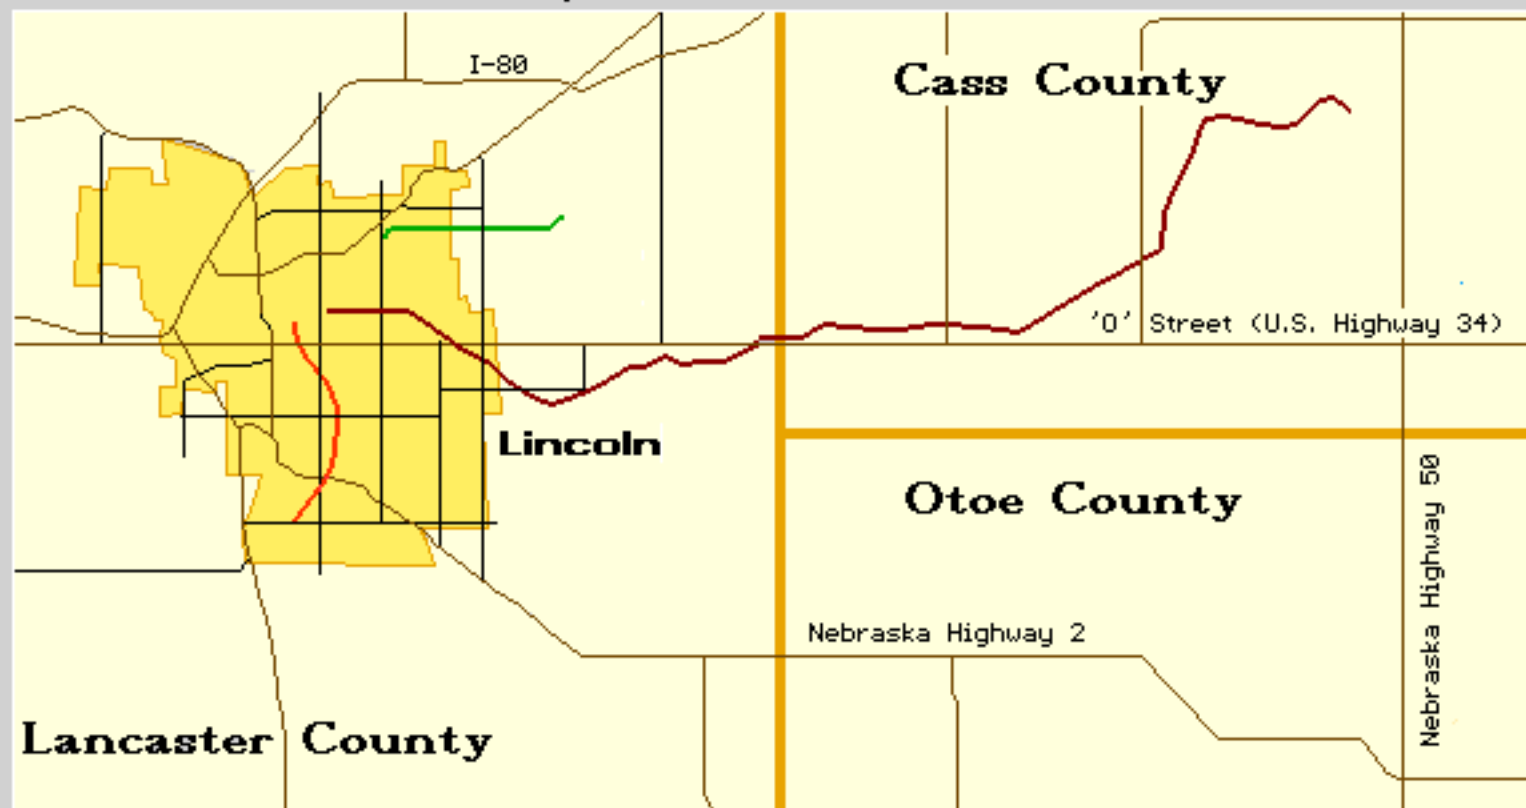 I-80
Cass County
'O' Street (U.S. Highway 34)
Lincoln
Otoe County
Nebraska Highway 50
Nebraska Highway 2
Lancaster County